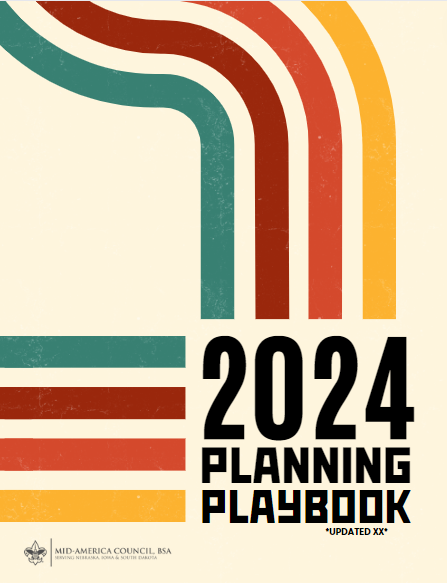 2024
PLANNING
PLAYBOOK
*UPDATED XX*
MID-AMERICA COUNCIL, BSA
SERVING NEBRASKA, IOWA & SOUTH DAKOTA